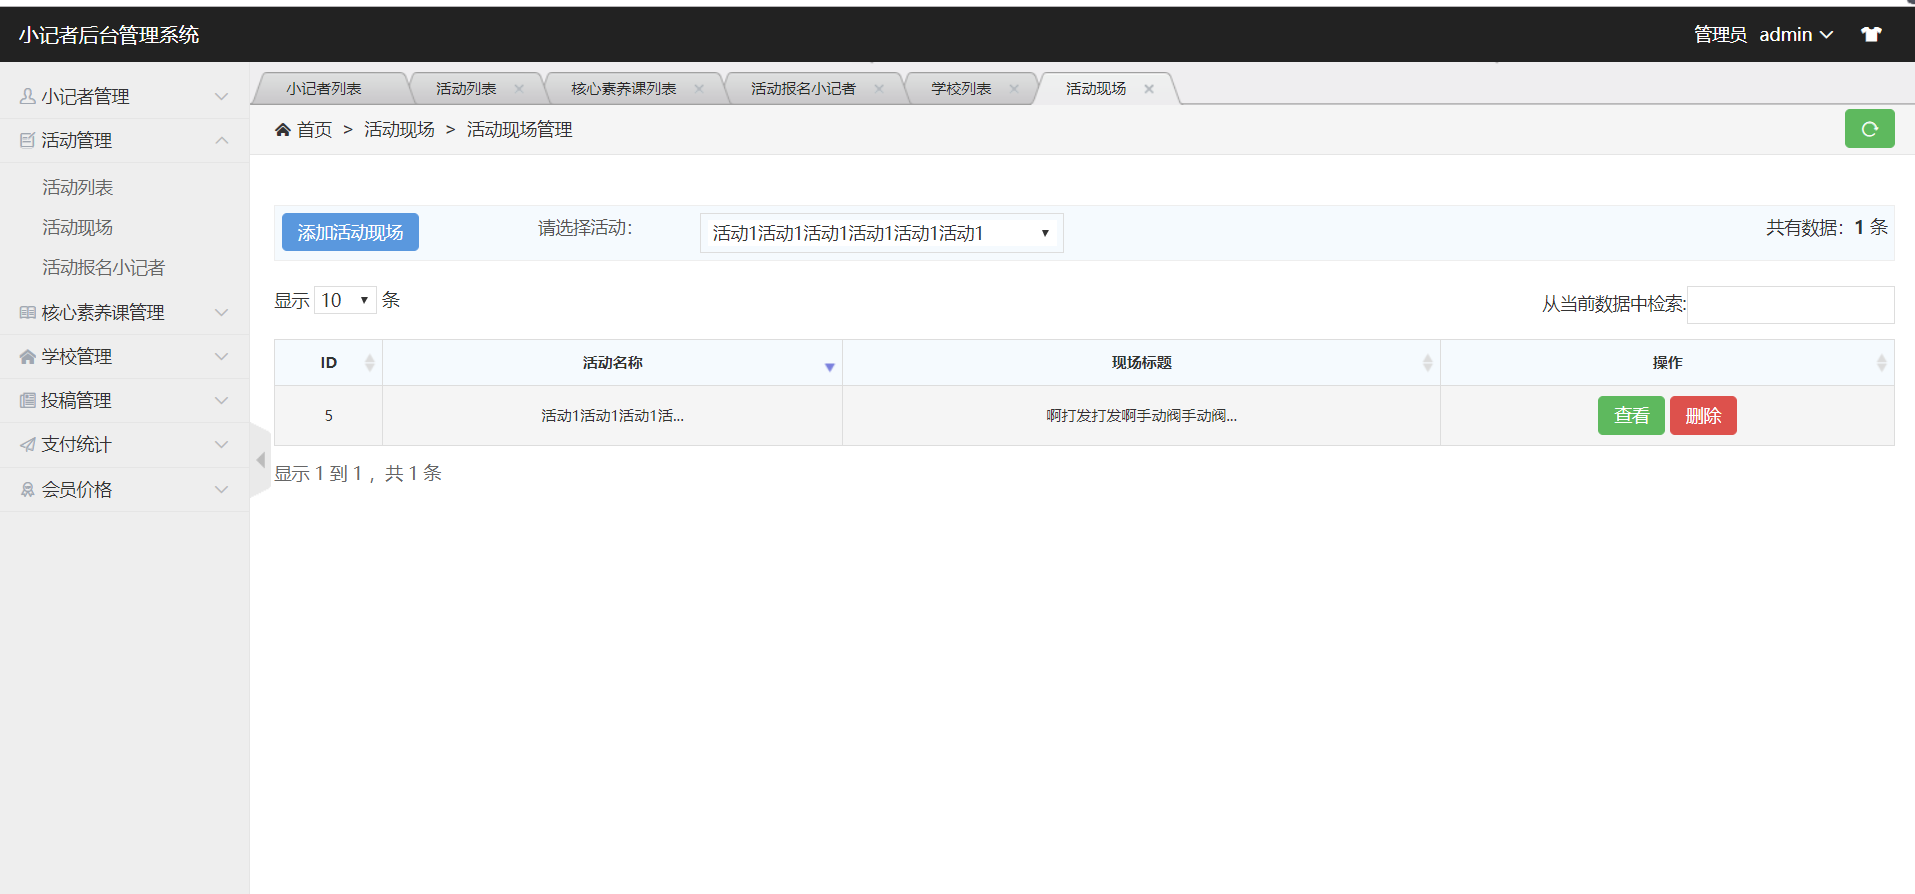 小记者后台管理系统
管理员 admin
小记者管理
活动管理
活动列表
活动现场
活动报名小记者
核心素养课管理
学校管理
投稿管理
支付统计
会员价格
小记者列表 活动列表 核心素养课列表 活动报名小记者 学校列表 活动现场
首页 > 活动现场 > 活动现场管理
添加活动现场 请选择活动: 活动1活动1活动1活动1活动1活动1 共有数据：1 条
显示 10 条 从当前数据中检索:
ID 活动名称 现场标题 操作
5 活动1活动1活动1活... 啊打发打发啊手动阀手动阀... 查看 删除
显示 1 到 1 ，共 1 条